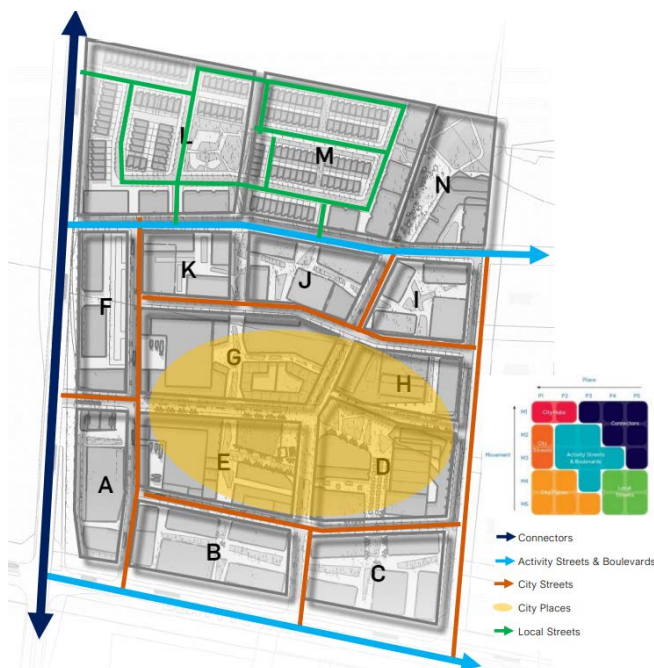 L
M
N
K
J
I
F
G
H
E
D
A
B
C
Place
P1 P2 P3 P4 P5
Movement
M1
M2
M3
M4
M5
City Hubs
Connectors
City
Streets
Activity Streets
& Boulevards
City Places
Local
Streets
Connectors
Activity Streets & Boulevards
City Streets
City Places
Local Streets